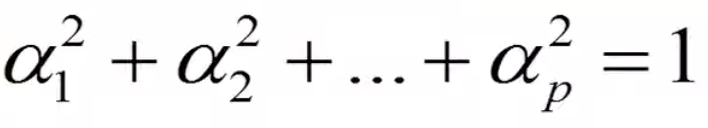 α₁² + α₂² + ... + αₚ² = 1